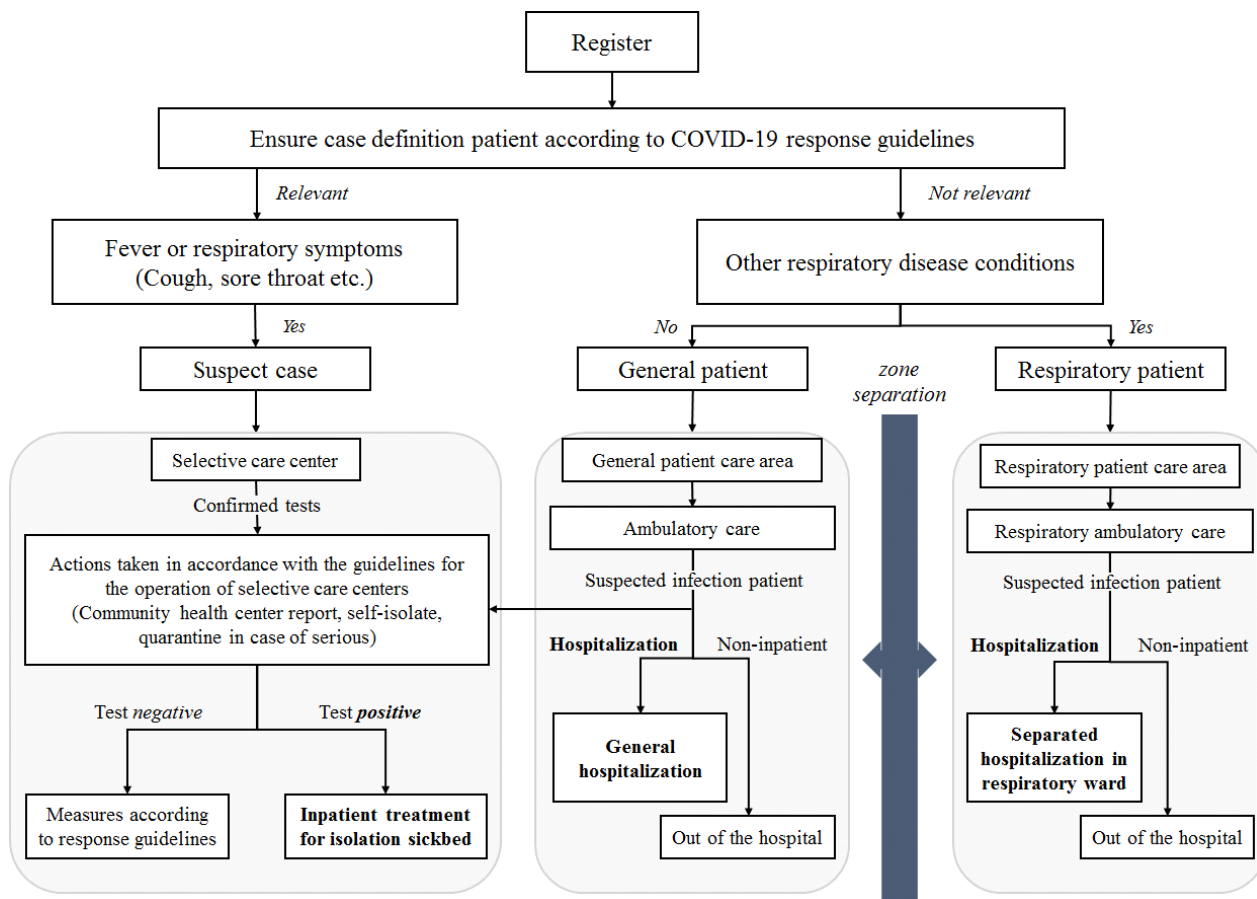 Register
Ensure case definition patient according to COVID-19 response guidelines
Relevant
Not relevant
Fever or respiratory symptoms
(Cough, sore throat etc.)
Other respiratory disease conditions
Yes
No
Yes
Suspect case
General patient
zone
separation
Respiratory patient
Selective care center
General patient care area
Respiratory patient care area
Confirmed tests
Ambulatory care
Respiratory ambulatory care
Actions taken in accordance with the guidelines for
the operation of selective care centers
(Community health center report, self-isolate,
quarantine in case of serious)
Suspected infection patient
Suspected infection patient
Hospitalization
Non-inpatient
Hospitalization
Non-inpatient
Test negative
Test positive
General
hospitalization
Separated
hospitalization in
respiratory ward
Measures according
to response guidelines
Inpatient treatment
for isolation sickbed
Out of the hospital
Out of the hospital